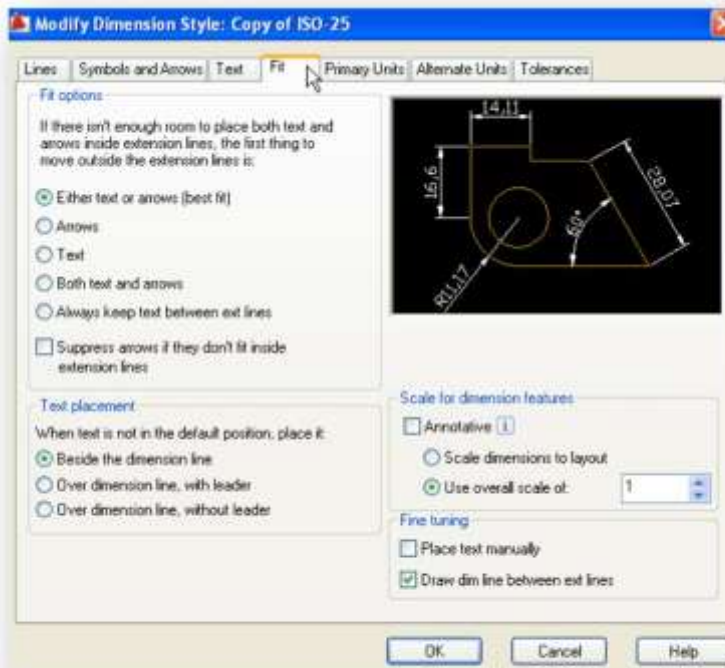 Modify Dimension Style: Copy of ISO-25
Lines
Symbols and Arrows
Text
Fit
Primary Units
Alternate Units
Tolerances
Fit options
If there isn't enough room to place both text and
arrows inside extension lines, the first thing to
move outside the extension lines is:
Either text or arrows (best fit)
Arrows
Text
Both text and arrows
Always keep text between ext lines
Suppress arrows if they don't fit inside
extension lines
14,11
16,6
28,07
60°
R11,17
Text placement
When text is not in the default position, place it:
Beside the dimension line
Over dimension line, with leader
Over dimension line, without leader
Scale for dimension features
Annotative
Scale dimensions to layout
Use overall scale of: 1
Fine tuning
Place text manually
Draw dim line between ext lines
OK
Cancel
Help